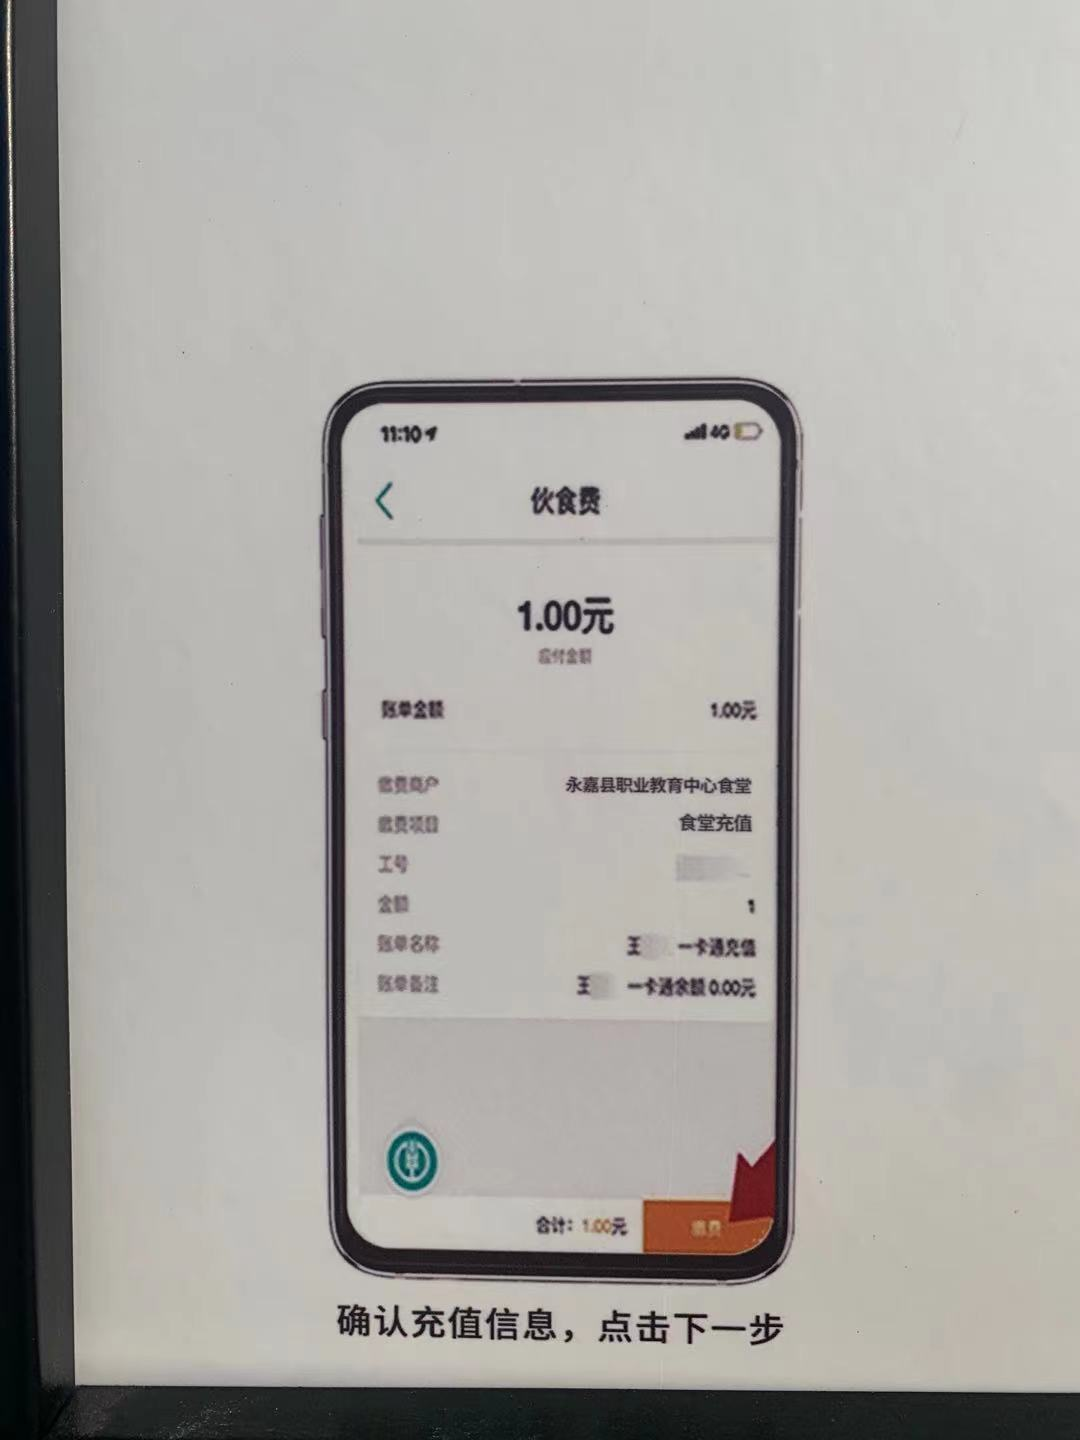 11:10
4G
伙食费
1.00元
应付金额
账单金额 1.00元
缴费商户 永嘉县职业教育中心食堂
缴费项目 食堂充值
工号
金额 1
账单名称 王 一卡通充值
账单备注 王 一卡通余额 0.00元
合计：1.00元
缴费
确认充值信息，点击下一步